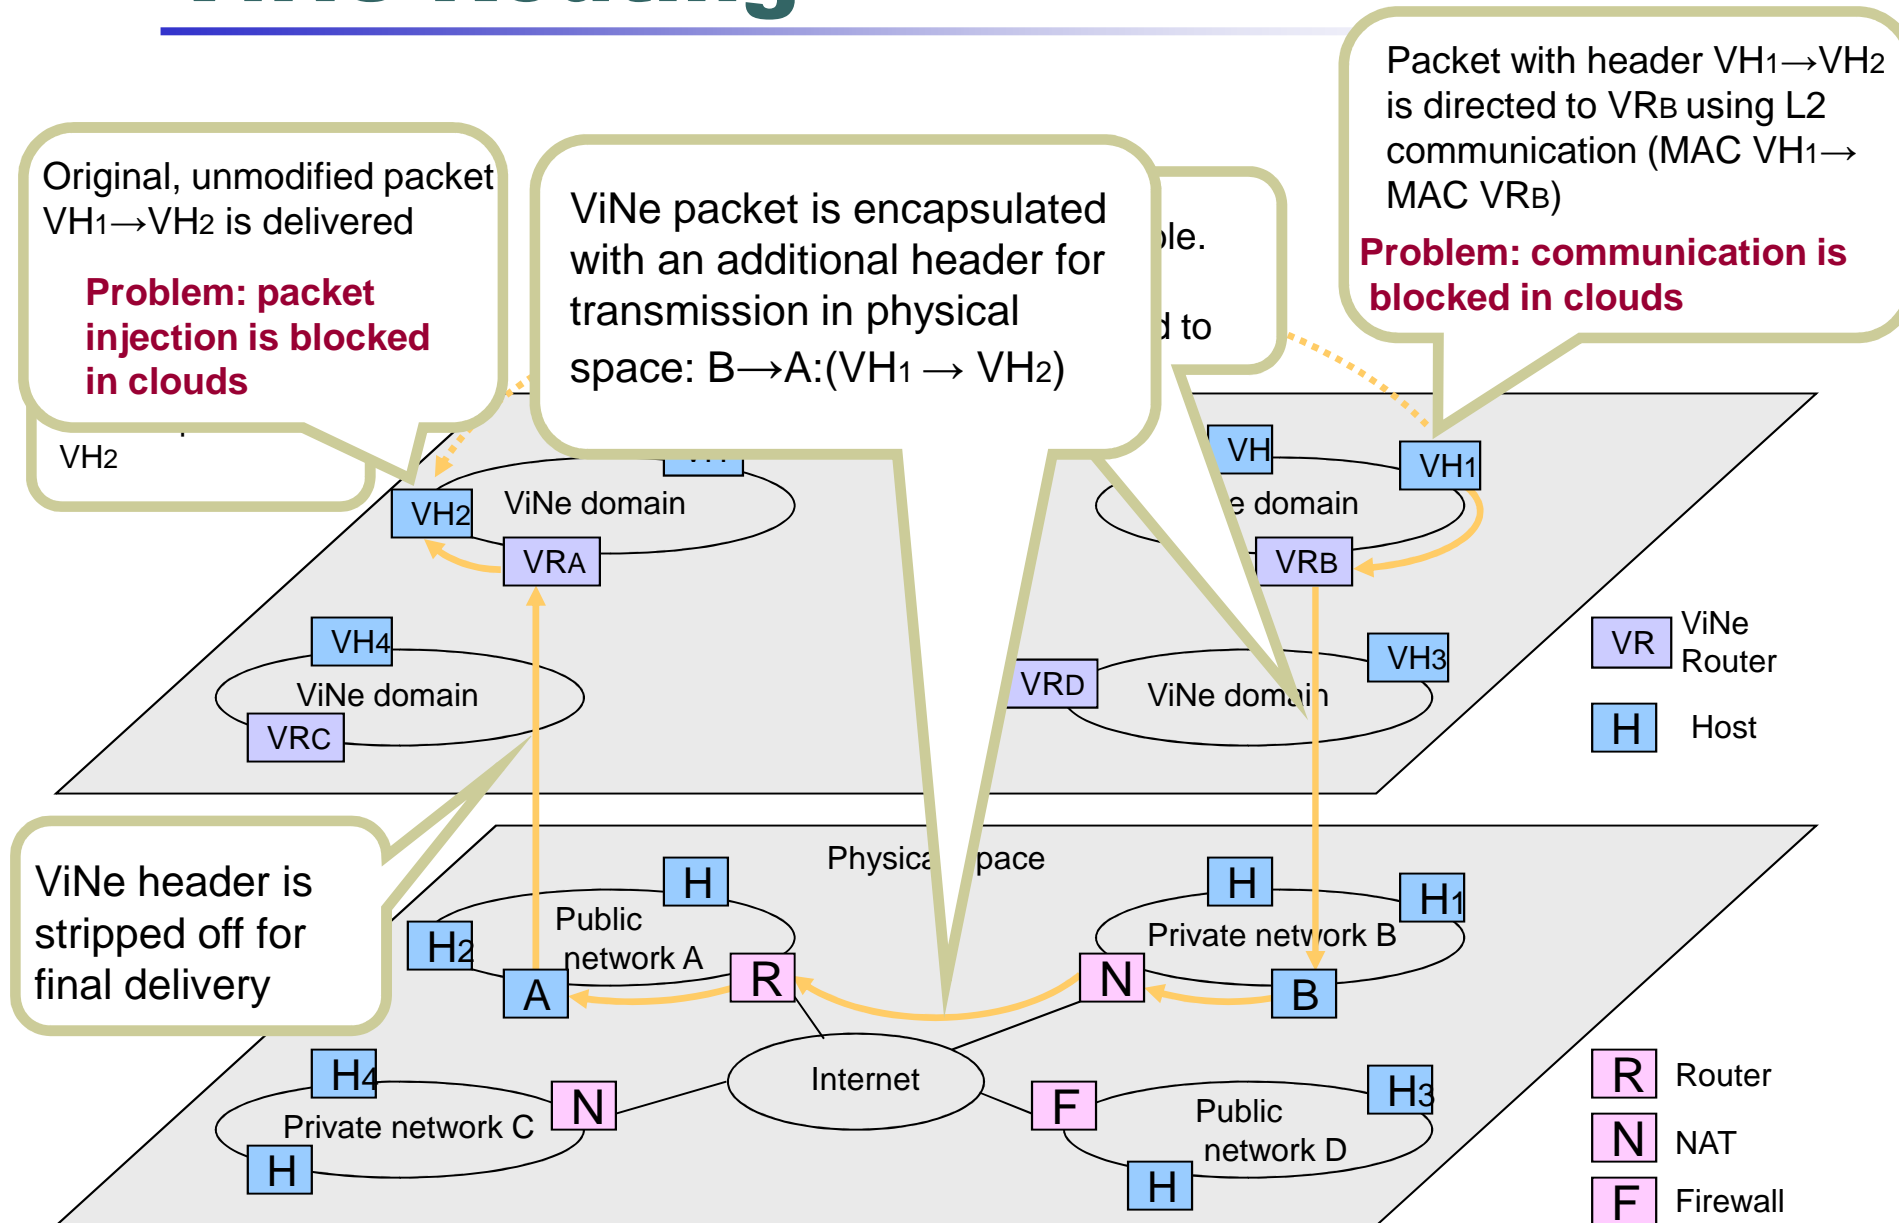 ViNe Routing
Packet with header VH1→VH2
is directed to VRB using L2
communication (MAC VH1→
MAC VRB)
Problem: communication is
blocked in clouds
Original, unmodified packet
VH1→VH2 is delivered
Problem: packet
injection is blocked
in clouds
VH2
ViNe packet is encapsulated
with an additional header for
transmission in physical
space: B→A:(VH1 → VH2)
to
VH
VH1
VH2
ViNe domain
domain
VRA
VRB
VH4
ViNe domain
VRC
VH3
VRD
ViNe domain
VR
ViNe
Router
H
Host
ViNe header is
stripped off for
final delivery
Physical space
H
Public
network A
H2
A
R
H
H1
Private network B
N
B
Internet
H4
Private network C
N
H
F
H3
Public
network D
H
R
Router
N
NAT
F
Firewall